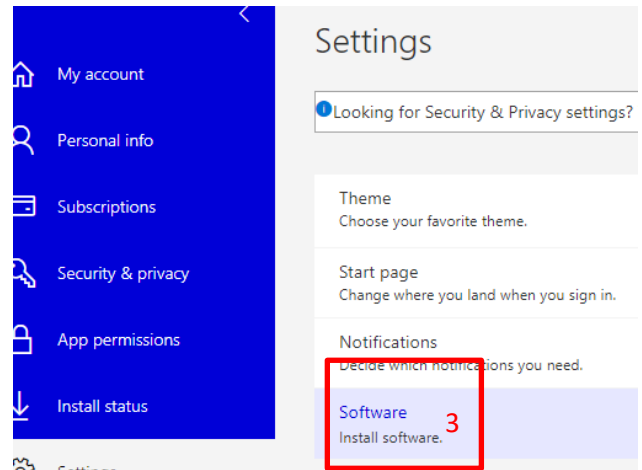 My account
Personal info
Subscriptions
Security & privacy
App permissions
Install status
Settings
Settings
Looking for Security & Privacy settings?
Theme
Choose your favorite theme.
Start page
Change where you land when you sign in.
Notifications
Decide which notifications you need.
Software
Install software.
3